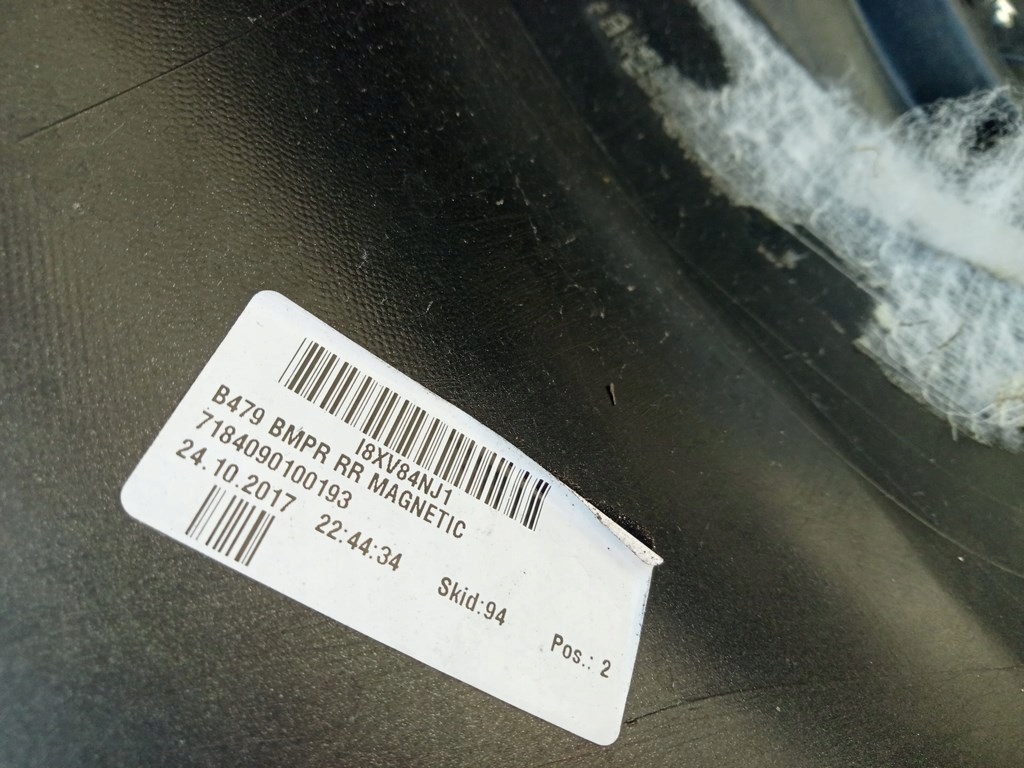 I8XV84NJ1
B479 BMPR RR MAGNETIC
7184090100193
24.10.2017 22:44:34 Skid:94 Pos.: 2